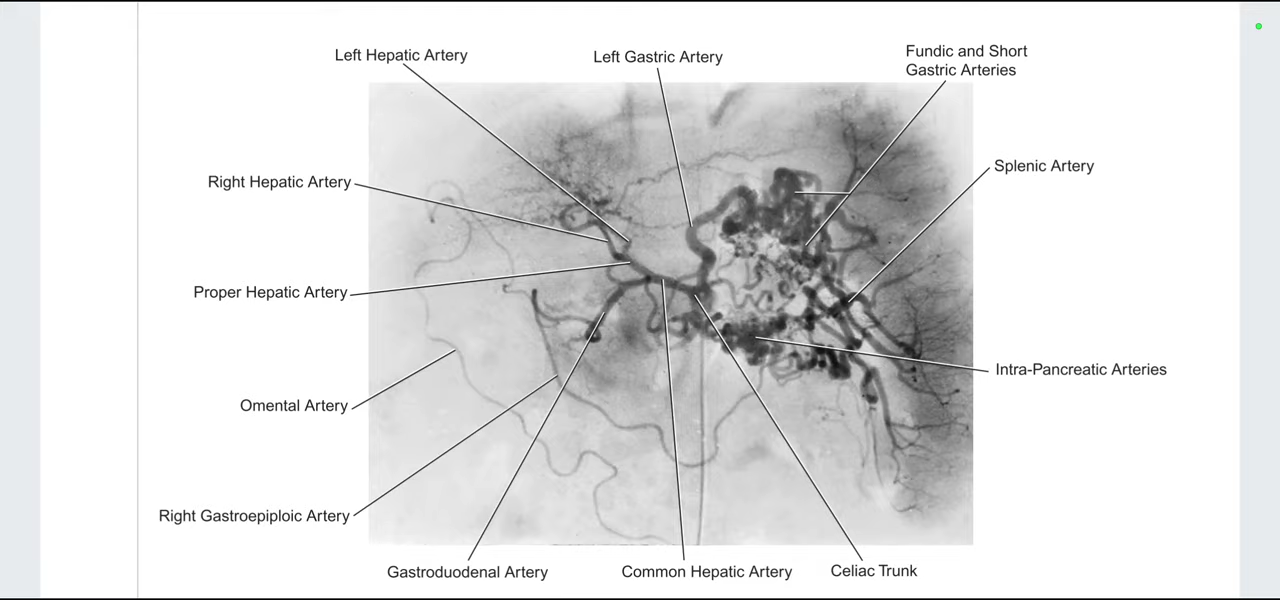 Left Hepatic Artery
Left Gastric Artery
Fundic and Short
Gastric Arteries
Splenic Artery
Right Hepatic Artery
Proper Hepatic Artery
Intra-Pancreatic Arteries
Omental Artery
Right Gastroepiploic Artery
Gastroduodenal Artery
Common Hepatic Artery
Celiac Trunk